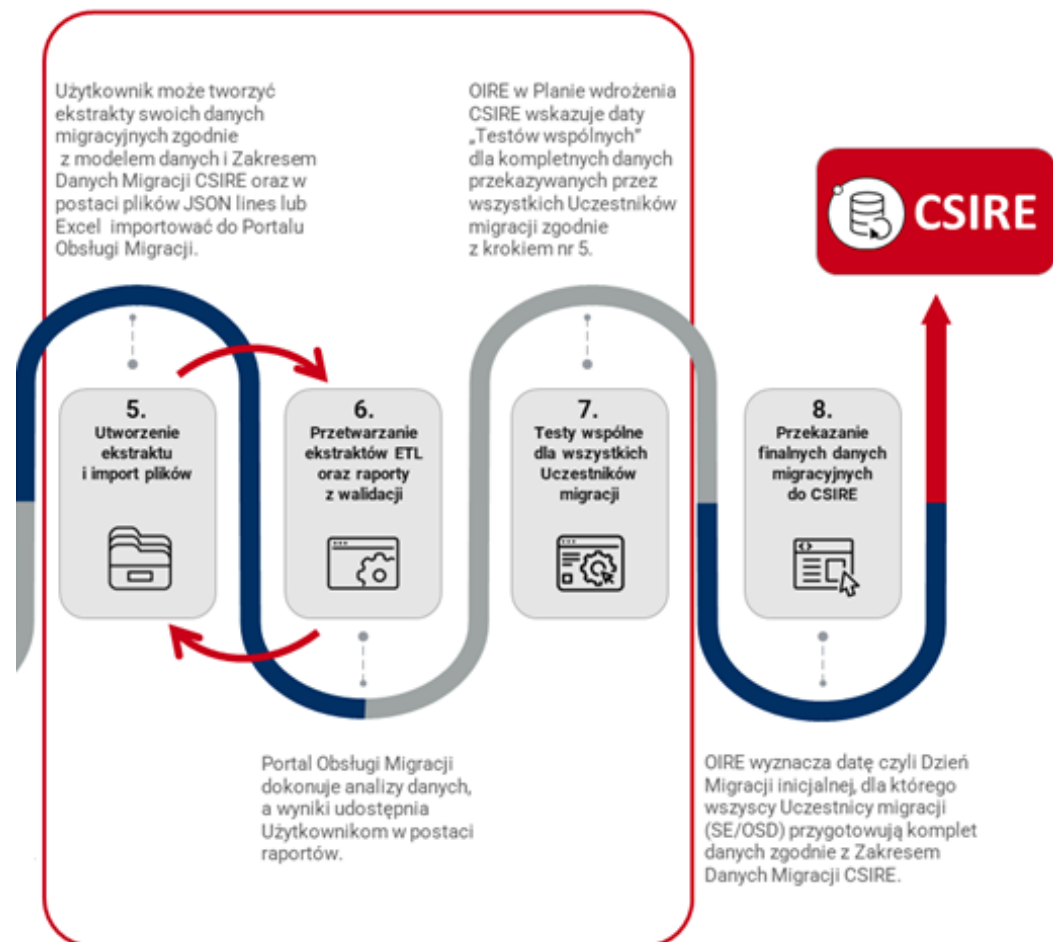 Użytkownik może tworzyć
ekstrakty swoich danych
migracyjnych zgodnie
z modelem danych i Zakresem
Danych Migracji CSIRE oraz w
postaci plików JSON lines lub
Excel importować do Portalu
Obsługi Migracji.
OIRE w Planie wdrożenia
CSIRE wskazuje daty
„Testów wspólnych”
dla kompletnych danych
przekazywanych przez
wszystkich Uczestników
migracji zgodnie
z krokiem nr 5.
CSIRE
5.
Utworzenie
ekstraktu
i import plików
6.
Przetwarzanie
ekstraktów ETL
oraz raporty
z walidacji
7.
Testy wspólne
dla wszystkich
Uczestników
migracji
8.
Przekazanie
finalnych danych
migracyjnych
do CSIRE
Portal Obsługi Migracji
dokonuje analizy danych,
a wyniki udostępnia
Użytkownikom w postaci
raportów.
OIRE wyznacza datę czyli Dzień
Migracji inicjalnej, dla którego
wszyscy Uczestnicy migracji
(SE/OSD) przygotowują komplet
danych zgodnie z Zakresem
Danych Migracji CSIRE.